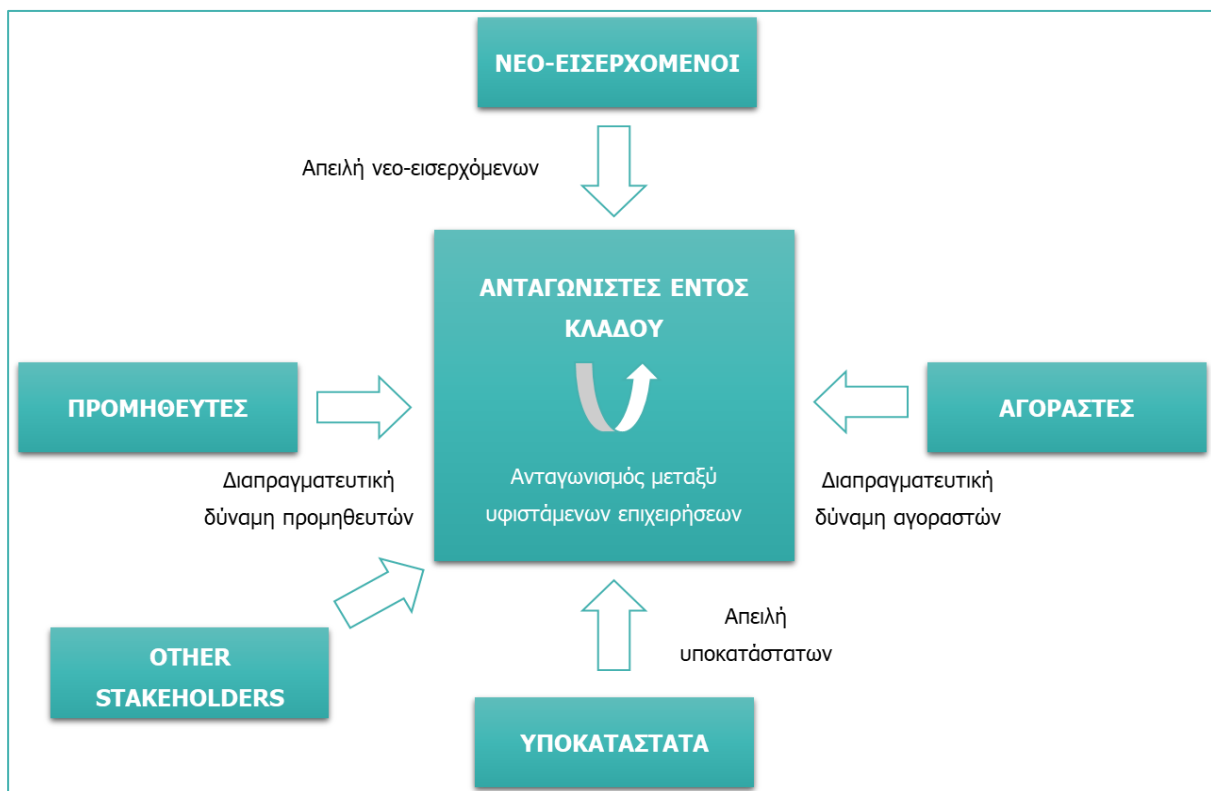 ΝΕΟ-ΕΙΣΕΡΧΟΜΕΝΟΙ
Απειλή νεο-εισερχόμενων
ΑΝΤΑΓΩΝΙΣΤΕΣ ΕΝΤΟΣ
ΚΛΑΔΟΥ
ΠΡΟΜΗΘΕΥΤΕΣ
ΑΓΟΡΑΣΤΕΣ
Διαπραγματευτική
δύναμη προμηθευτών
Ανταγωνισμός μεταξύ
υφιστάμενων επιχειρήσεων
Διαπραγματευτική
δύναμη αγοραστών
OTHER
STAKEHOLDERS
Απειλή
υποκατάστατων
ΥΠΟΚΑΤΑΣΤΑΤΑ